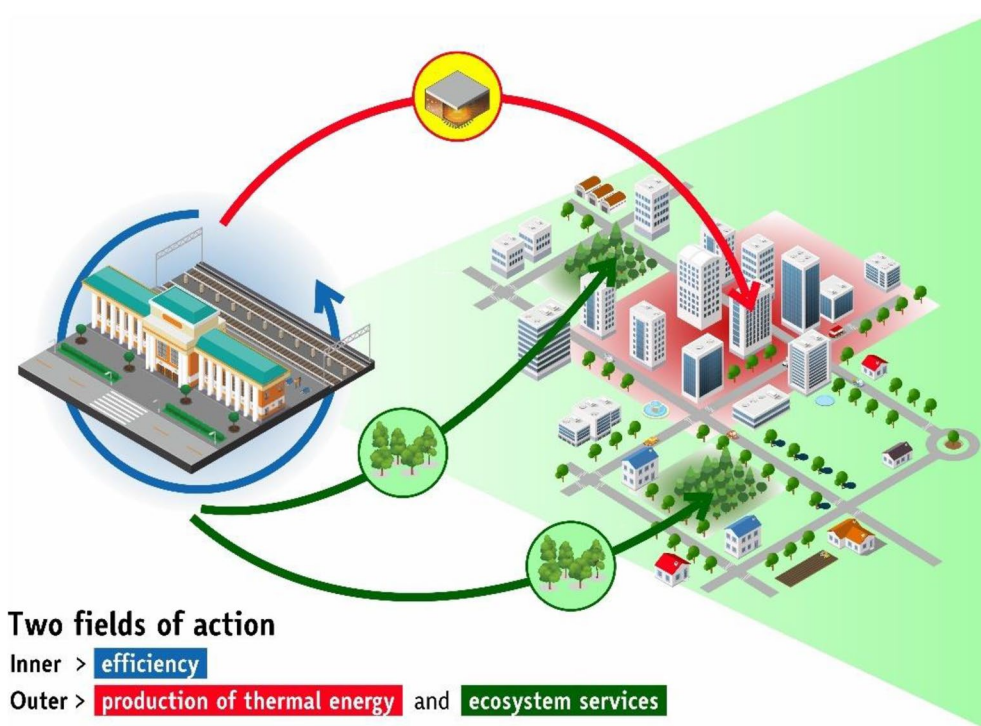 Two fields of action
Inner > efficiency
Outer > production of thermal energy and ecosystem services